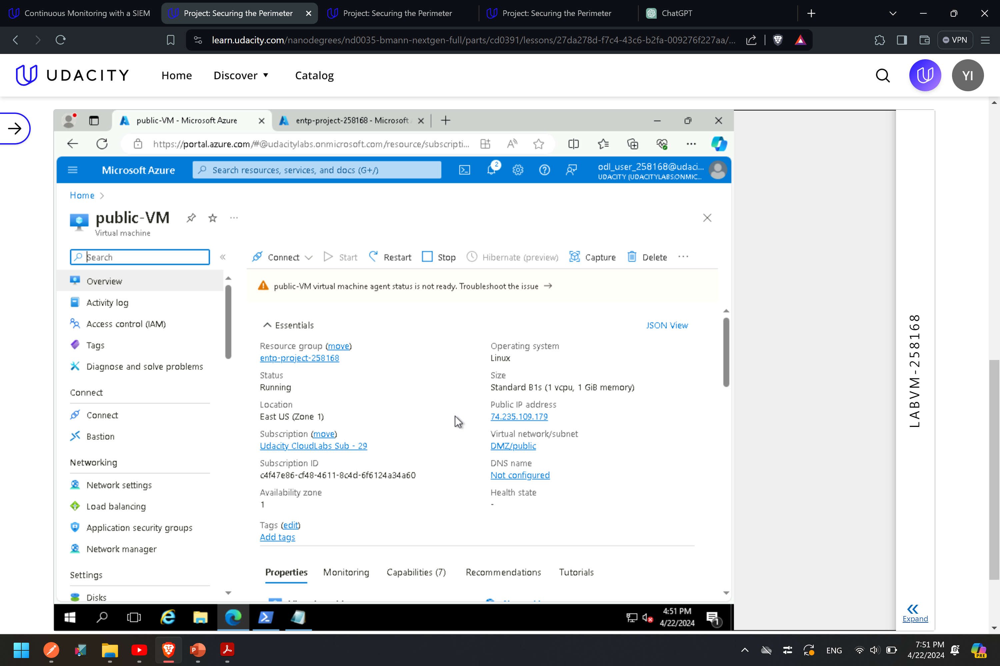 Continuous Monitoring with a SIEM
Project: Securing the Perimeter
Project: Securing the Perimeter
Project: Securing the Perimeter
ChatGPT
learn.udacity.com/nanodegrees/nd0035-bmann-nextgen-full/parts/cd0391/lessons/27da278d-f7c4-43c6-b2fa-009276f227aa/...
VPN
UDACITY
Home
Discover
Catalog
YI
public-VM - Microsoft Azure
entp-project-258168 - Microsoft
https://portal.azure.com/#@udacitylabs.onmicrosoft.com/resource/subscripti...
Microsoft Azure
Search resources, services, and docs (G+/)
2
odl_user_258168@udaci...
UDACITY (UDACITYLABS.ONMIC...
Home
public-VM
Virtual machine
Search
Connect
Start
Restart
Stop
Hibernate (preview)
Capture
Delete
Overview
Activity log
Access control (IAM)
Tags
Diagnose and solve problems
Connect
Connect
Bastion
Networking
Network settings
Load balancing
Application security groups
Network manager
Settings
Disks
public-VM virtual machine agent status is not ready. Troubleshoot the issue
Essentials
JSON View
Resource group (move)
entp-project-258168
Status
Running
Location
East US (Zone 1)
Subscription (move)
Udacity CloudLabs Sub - 29
Subscription ID
c4f47e86-cf48-4611-8c4d-6f6124a34a60
Availability zone
1
Operating system
Linux
Size
Standard B1s (1 vcpu, 1 GiB memory)
Public IP address
74.235.109.179
Virtual network/subnet
DMZ/public
DNS name
Not configured
Health state
-
Tags (edit)
Add tags
Properties
Monitoring
Capabilities (7)
Recommendations
Tutorials
LABVM-258168
Expand
4:51 PM
4/22/2024
1
ENG
7:51 PM
4/22/2024
PRE